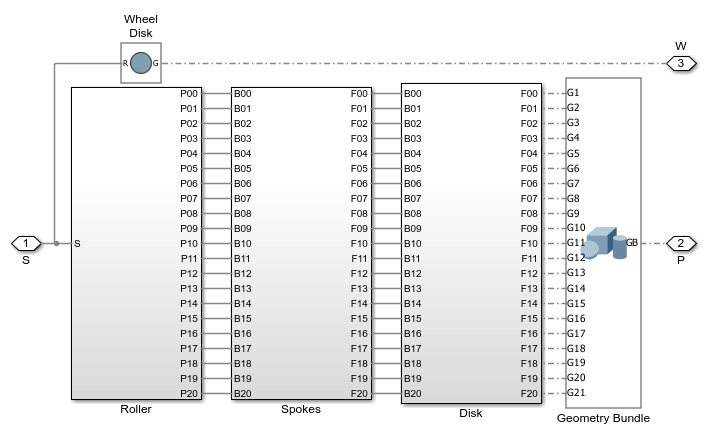 Wheel
Disk
W
R G 3
P00 B00 F00 B00 F00 G1
P01 B01 F01 B01 F01 G2
P02 B02 F02 B02 F02 G3
P03 B03 F03 B03 F03 G4
P04 B04 F04 B04 F04 G5
P05 B05 F05 B05 F05 G6
P06 B06 F06 B06 F06 G7
P07 B07 F07 B07 F07 G8
P08 B08 F08 B08 F08 G9
P09 B09 F09 B09 F09 G10
1 S P10 B10 F10 B10 F10 G11 GB 2
S P11 B11 F11 B11 F11 G12 P
P12 B12 F12 B12 F12 G13
P13 B13 F13 B13 F13 G14
P14 B14 F14 B14 F14 G15
P15 B15 F15 B15 F15 G16
P16 B16 F16 B16 F16 G17
P17 B17 F17 B17 F17 G18
P18 B18 F18 B18 F18 G19
P19 B19 F19 B19 F19 G20
P20 B20 F20 B20 F20 G21
Roller Spokes Disk Geometry Bundle